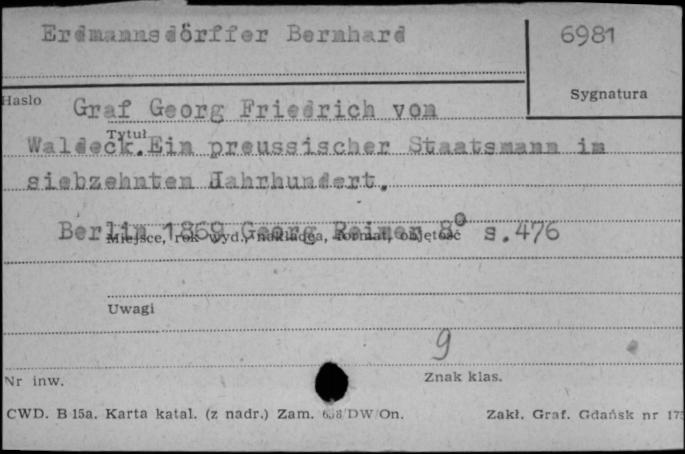 Erdmannsdörffer Bernhard
6981
Sygnatura
Hasło
Graf Georg Friedrich von
Tytuł
Waldeck. Ein preussischer Staatsmann im
siebzehnten Jahrhundert.
Berlin 1869 Georg Reimer 8° s.476
Miejsce, rok wyd., nakładca, format, objętość
Uwagi
9
Nr inw.
Znak klas.
CWD. B 15a. Karta katal. (z nadr.) Zam. /DW/On.
Zakł. Graf. Gdańsk nr